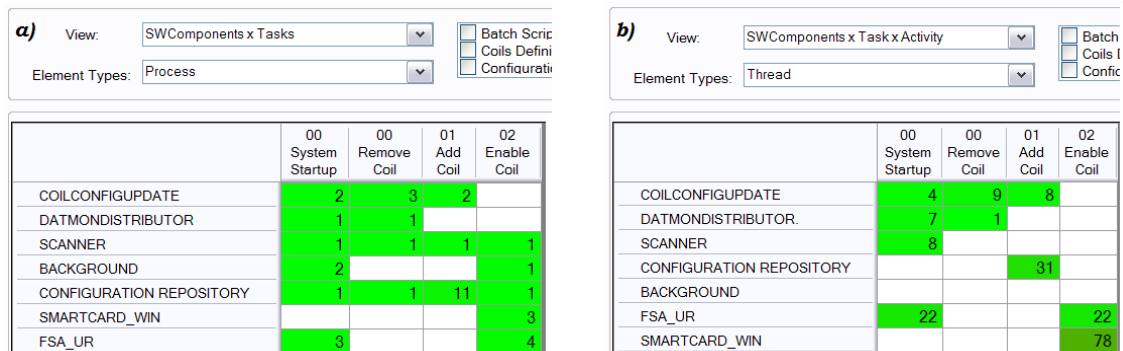 a) View: SWComponents x Tasks
Element Types: Process
Batch Scrip
Coils Defini
Configurati
00 System Startup 00 Remove Coil 01 Add Coil 02 Enable Coil
COILCONFIGUPDATE 2 3 2
DATMONDISTRIBUTOR 1 1
SCANNER 1 1 1 1
BACKGROUND 2 1
CONFIGURATION REPOSITORY 1 1 11 1
SMARTCARD_WIN 3
FSA_UR 3 4
b) View: SWComponents x Task x Activity
Element Types: Thread
Batch
Coils D
Config
00 System Startup 00 Remove Coil 01 Add Coil 02 Enable Coil
COILCONFIGUPDATE 4 9 8
DATMONDISTRIBUTOR. 7 1
SCANNER 8
CONFIGURATION REPOSITORY 31
BACKGROUND
FSA_UR 22 22
SMARTCARD_WIN 78